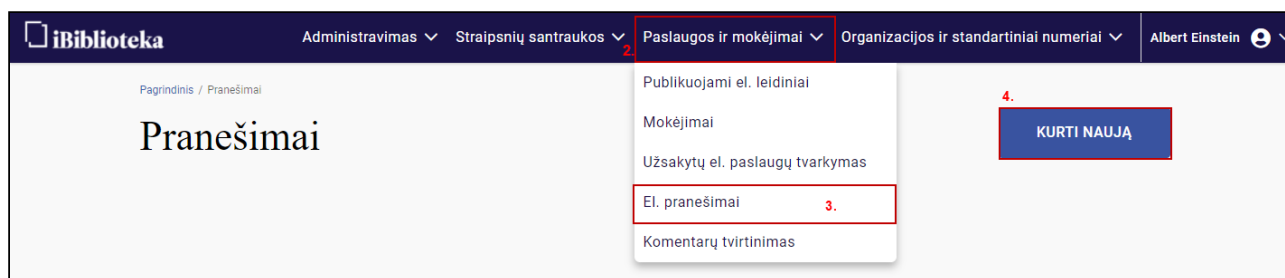 iBiblioteka Administravimas Straipsnių santraukos 2. Paslaugos ir mokėjimai Organizacijos ir standartiniai numeriai Albert Einstein
Pagrindinis / Pranešimai
Pranešimai
Publikuojami el. leidiniai
Mokėjimai
Užsakytų el. paslaugų tvarkymas
El. pranešimai 3.
Komentarų tvirtinimas
4.
KURTI NAUJĄ